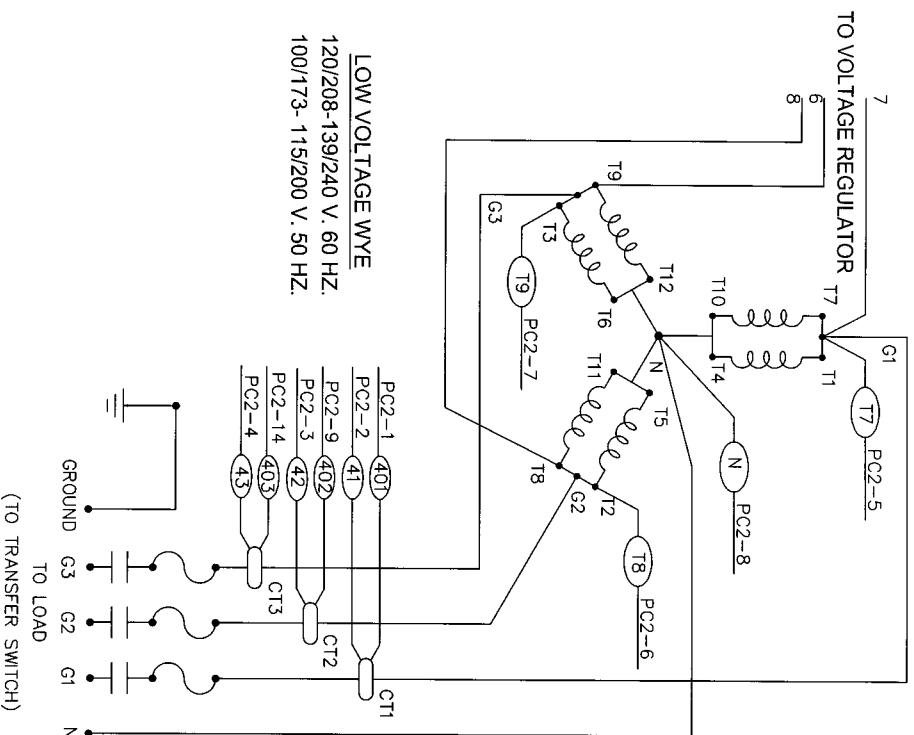 TO VOLTAGE REGULATOR
7
6
8
LOW VOLTAGE WYE
120/208-139/240 V. 60 HZ.
100/173- 115/200 V. 50 HZ.
T7
T1
G1
T10
T4
T7
PC2-5
T9
T12
G3
T3
T6
T9
PC2-7
N
N
PC2-8
T11
T5
T8
G2
T2
T8
PC2-6
PC2-1
401
PC2-2
41
PC2-9
402
PC2-3
42
PC2-14
403
PC2-4
43
CT1
CT2
CT3
GROUND
G3
G2
G1
N
TO LOAD
(TO TRANSFER SWITCH)